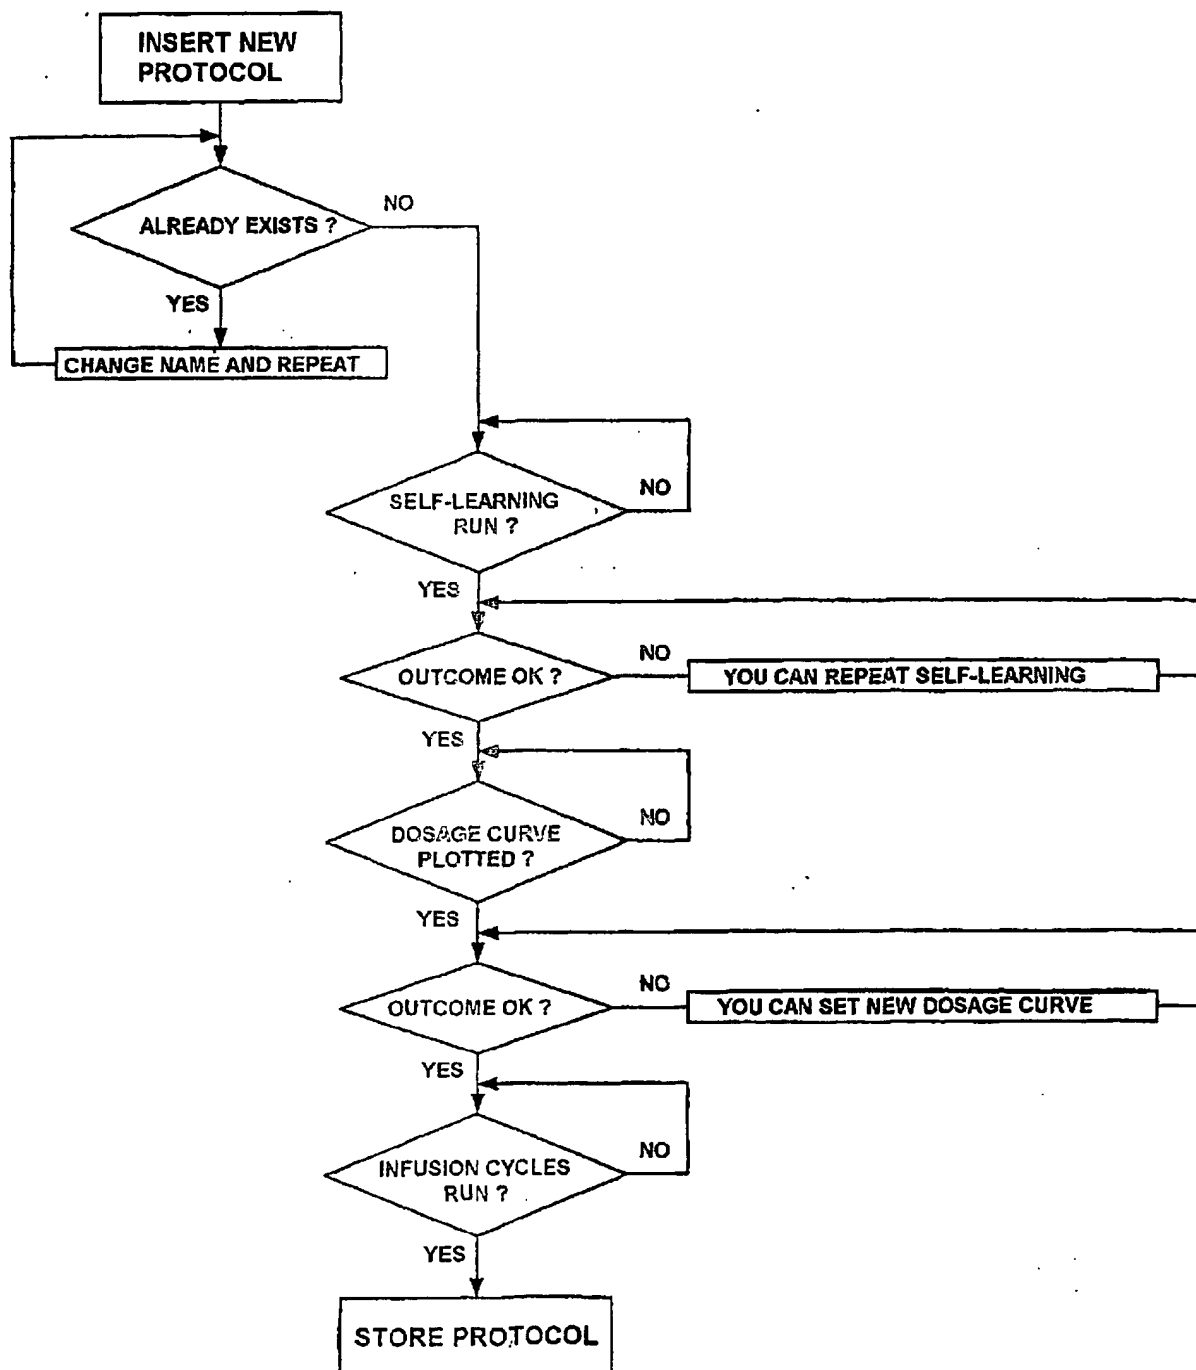 INSERT NEW
PROTOCOL
NO
ALREADY EXISTS ?
YES
CHANGE NAME AND REPEAT
NO
SELF-LEARNING
RUN ?
YES
NO
OUTCOME OK ?
YOU CAN REPEAT SELF-LEARNING
YES
NO
DOSAGE CURVE
PLOTTED ?
YES
NO
OUTCOME OK ?
YOU CAN SET NEW DOSAGE CURVE
YES
NO
INFUSION CYCLES
RUN ?
YES
STORE PROTOCOL